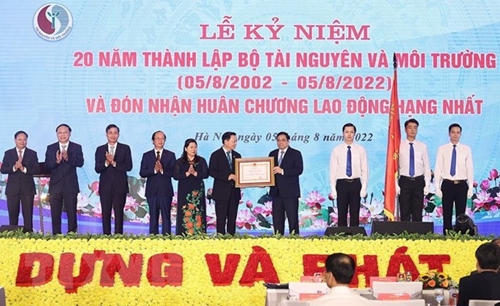 LỄ KỶ NIỆM
20 NĂM THÀNH LẬP BỘ TÀI NGUYÊN VÀ MÔI TRƯỜNG
(05/8/2002 - 05/8/2022)
VÀ ĐÓN NHẬN HUÂN CHƯƠNG LAO ĐỘNG HẠNG NHẤT
Hà Nội, ngày 05 tháng 8 năm 2022
DỰNG VÀ PHÁT